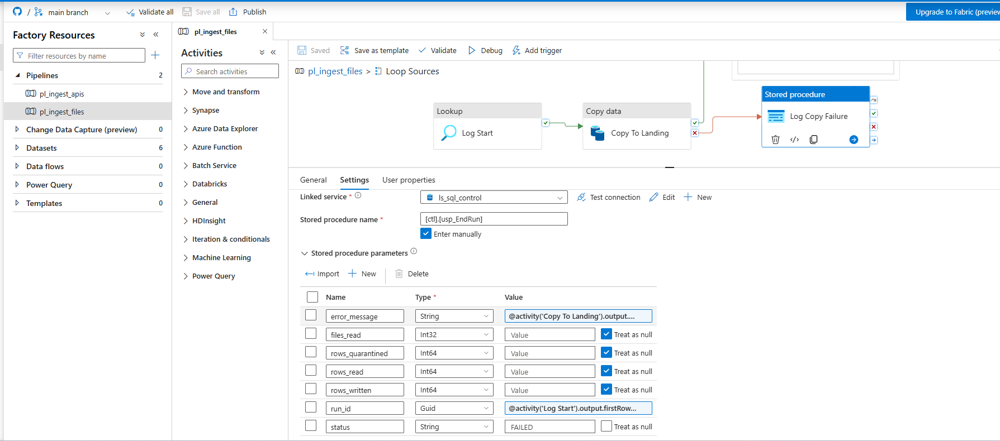 / main branch Validate all Save all Publish
Upgrade to Fabric (preview
Factory Resources
Filter resources by name
Pipelines 2
pl_ingest_apis
pl_ingest_files
Change Data Capture (preview) 0
Datasets 6
Data flows 0
Power Query 0
Templates 0
pl_ingest_files
Activities
Search activities
Move and transform
Synapse
Azure Data Explorer
Azure Function
Batch Service
Databricks
General
HDInsight
Iteration & conditionals
Machine Learning
Power Query
Saved Save as template Validate Debug Add trigger
pl_ingest_files > Loop Sources
Lookup
Log Start
Copy data
Copy To Landing
Stored procedure
Log Copy Failure
General Settings User properties
Linked service * ls_sql_control Test connection Edit New
Stored procedure name * [ctl].[usp_EndRun]
Enter manually
Stored procedure parameters
Import New Delete
Name Type * Value
error_message String @activity('Copy To Landing').output....
files_read Int32 Value Treat as null
rows_quarantined Int64 Value Treat as null
rows_read Int64 Value Treat as null
rows_written Int64 Value Treat as null
run_id Guid @activity('Log Start').output.firstRow...
status String FAILED Treat as null